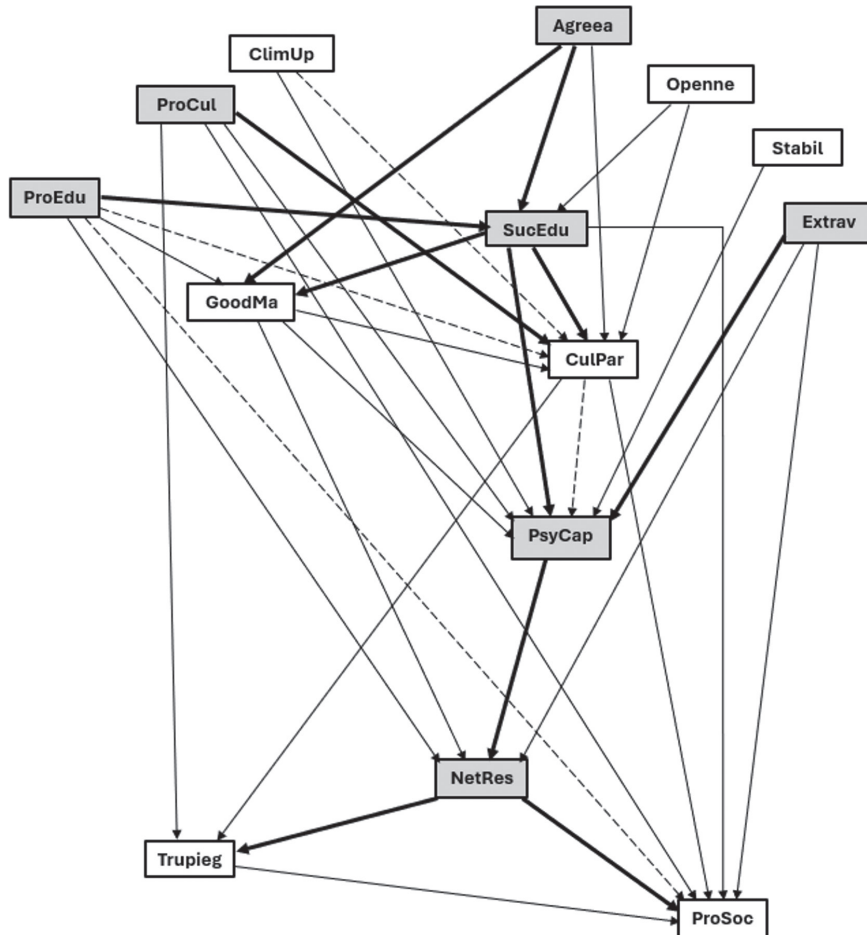 Agreea
ClimUp
Openne
ProCul
Stabil
ProEdu
Extrav
SucEdu
GoodMa
CulPar
PsyCap
NetRes
Trupieg
ProSoc